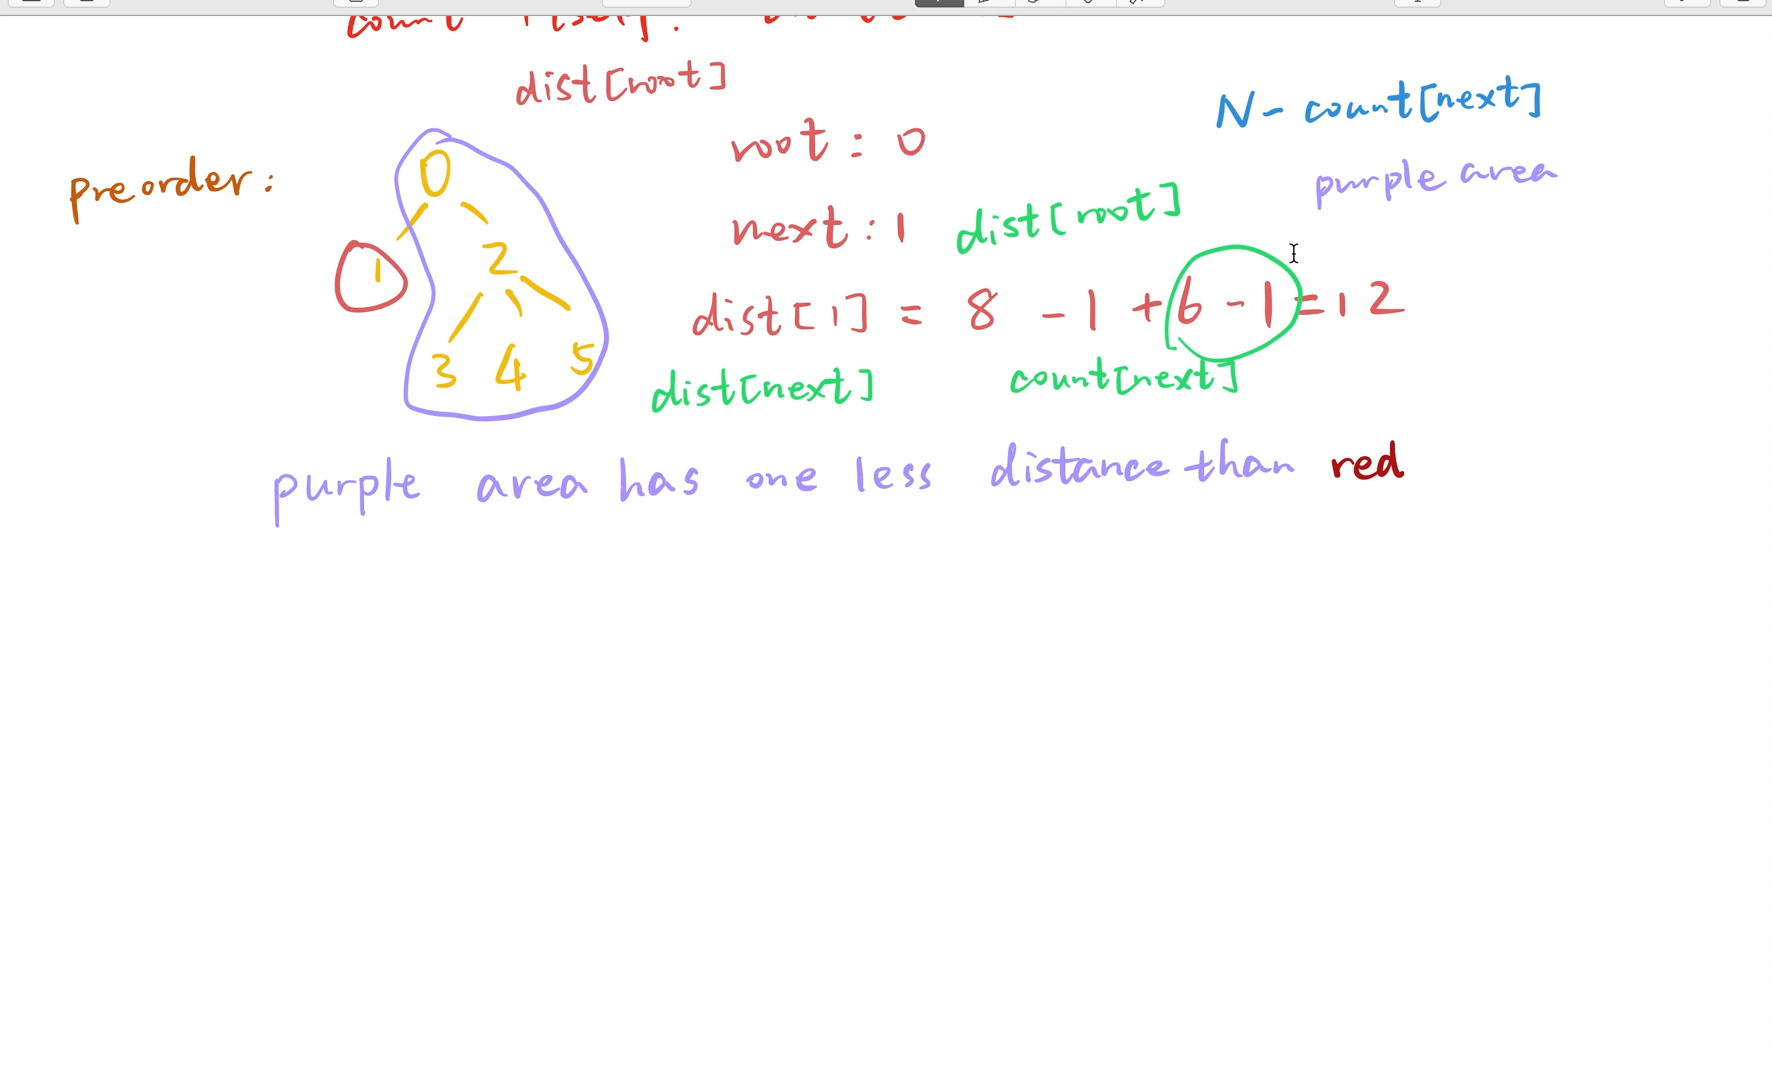 count itself.
dist[root]
N - count[next]
root : 0
Preorder :
0
purple area
next : 1
dist[root]
1
2
dist[1] = 8 - 1 + 6 - 1 = 12
3 4 5
dist[next]
count[next]
purple area has one less distance than red